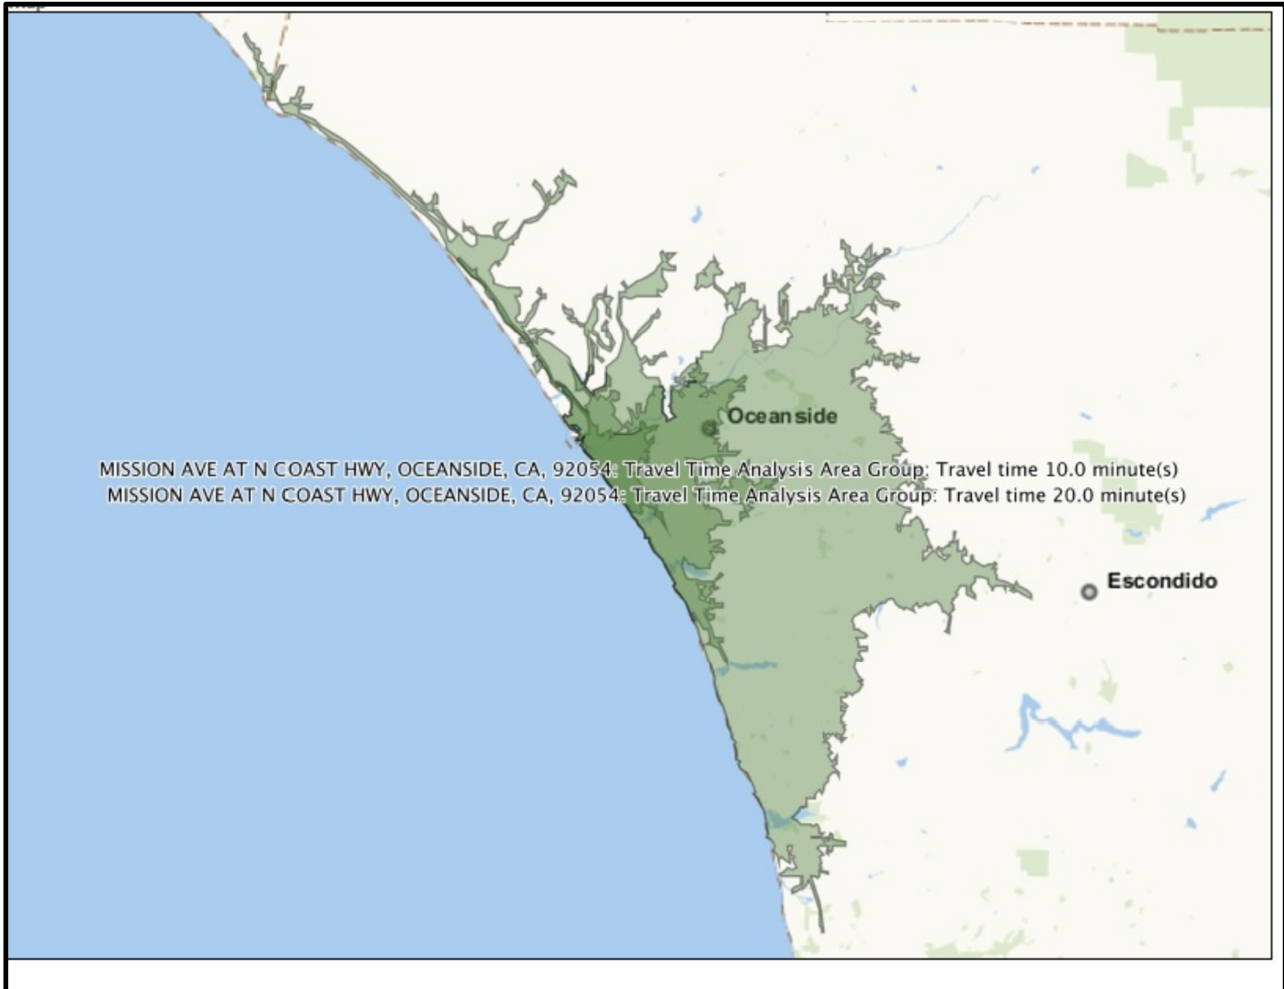 Oceanside
MISSION AVE AT N COAST HWY, OCEANSIDE, CA, 92054: Travel Time Analysis Area Group: Travel time 10.0 minute(s)
MISSION AVE AT N COAST HWY, OCEANSIDE, CA, 92054: Travel Time Analysis Area Group: Travel time 20.0 minute(s)
Escondido